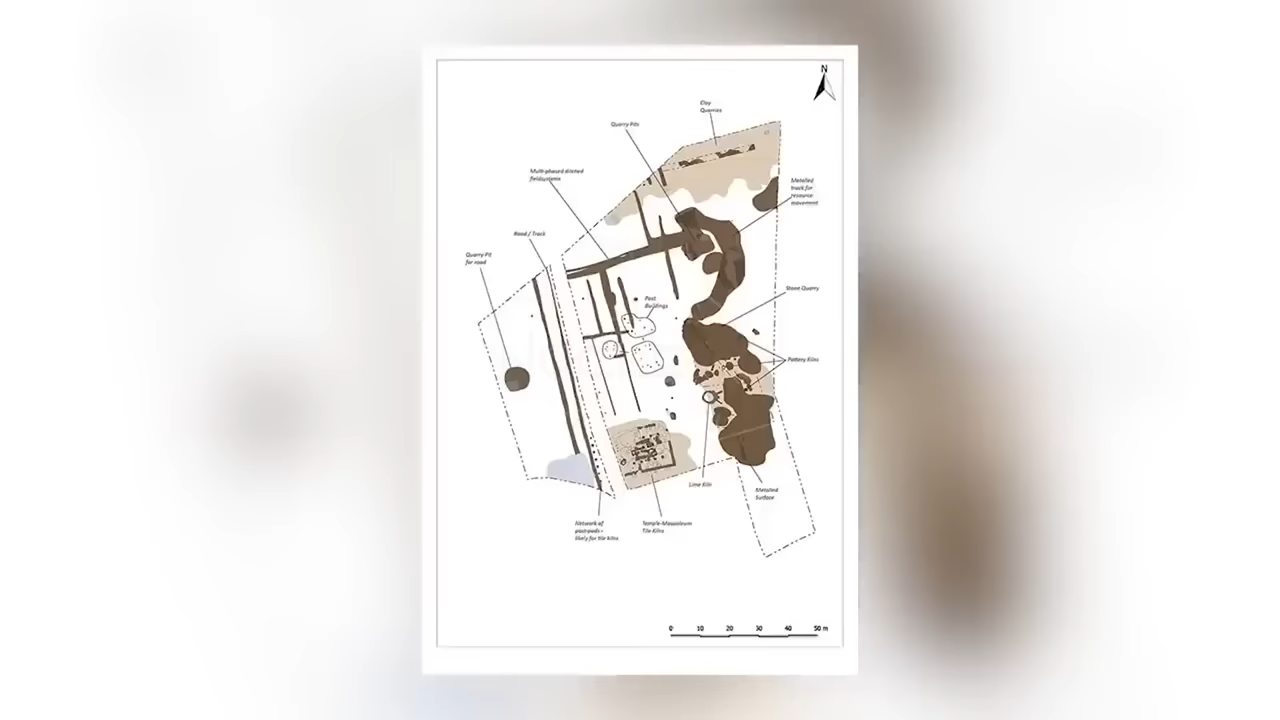 N
Clay
Quarries
Quarry Pits
Multi-phased ditched
fieldsystems
Metalled
track for
resource
movement
Road / Track
Quarry Pit
for road
Stone Quarry
Post
Buildings
Pottery Kilns
Lime Kiln
Metalled
Surface
Network of
post-pads -
likely for tile kilns
Temple-Mausoleum
Tile Kilns
0 10 20 30 40 50 m